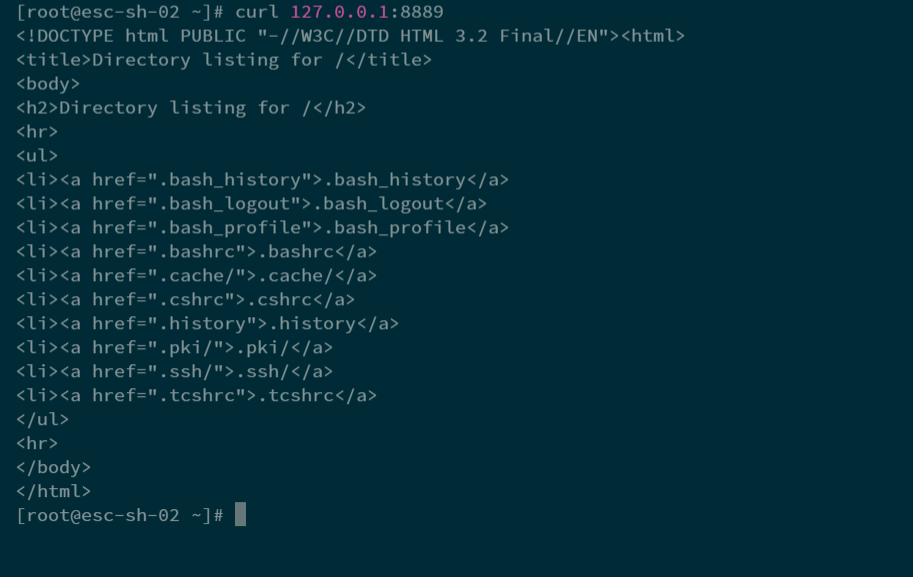 [root@esc-sh-02 ~]# curl 127.0.0.1:8889
<!DOCTYPE html PUBLIC "-//W3C//DTD HTML 3.2 Final//EN"><html>
<title>Directory listing for /</title>
<body>
<h2>Directory listing for /</h2>
<hr>
<ul>
<li><a href=".bash_history">.bash_history</a>
<li><a href=".bash_logout">.bash_logout</a>
<li><a href=".bash_profile">.bash_profile</a>
<li><a href=".bashrc">.bashrc</a>
<li><a href=".cache/">.cache/</a>
<li><a href=".cshrc">.cshrc</a>
<li><a href=".history">.history</a>
<li><a href=".pki/">.pki/</a>
<li><a href=".ssh/">.ssh/</a>
<li><a href=".tcshrc">.tcshrc</a>
</ul>
<hr>
</body>
</html>
[root@esc-sh-02 ~]#